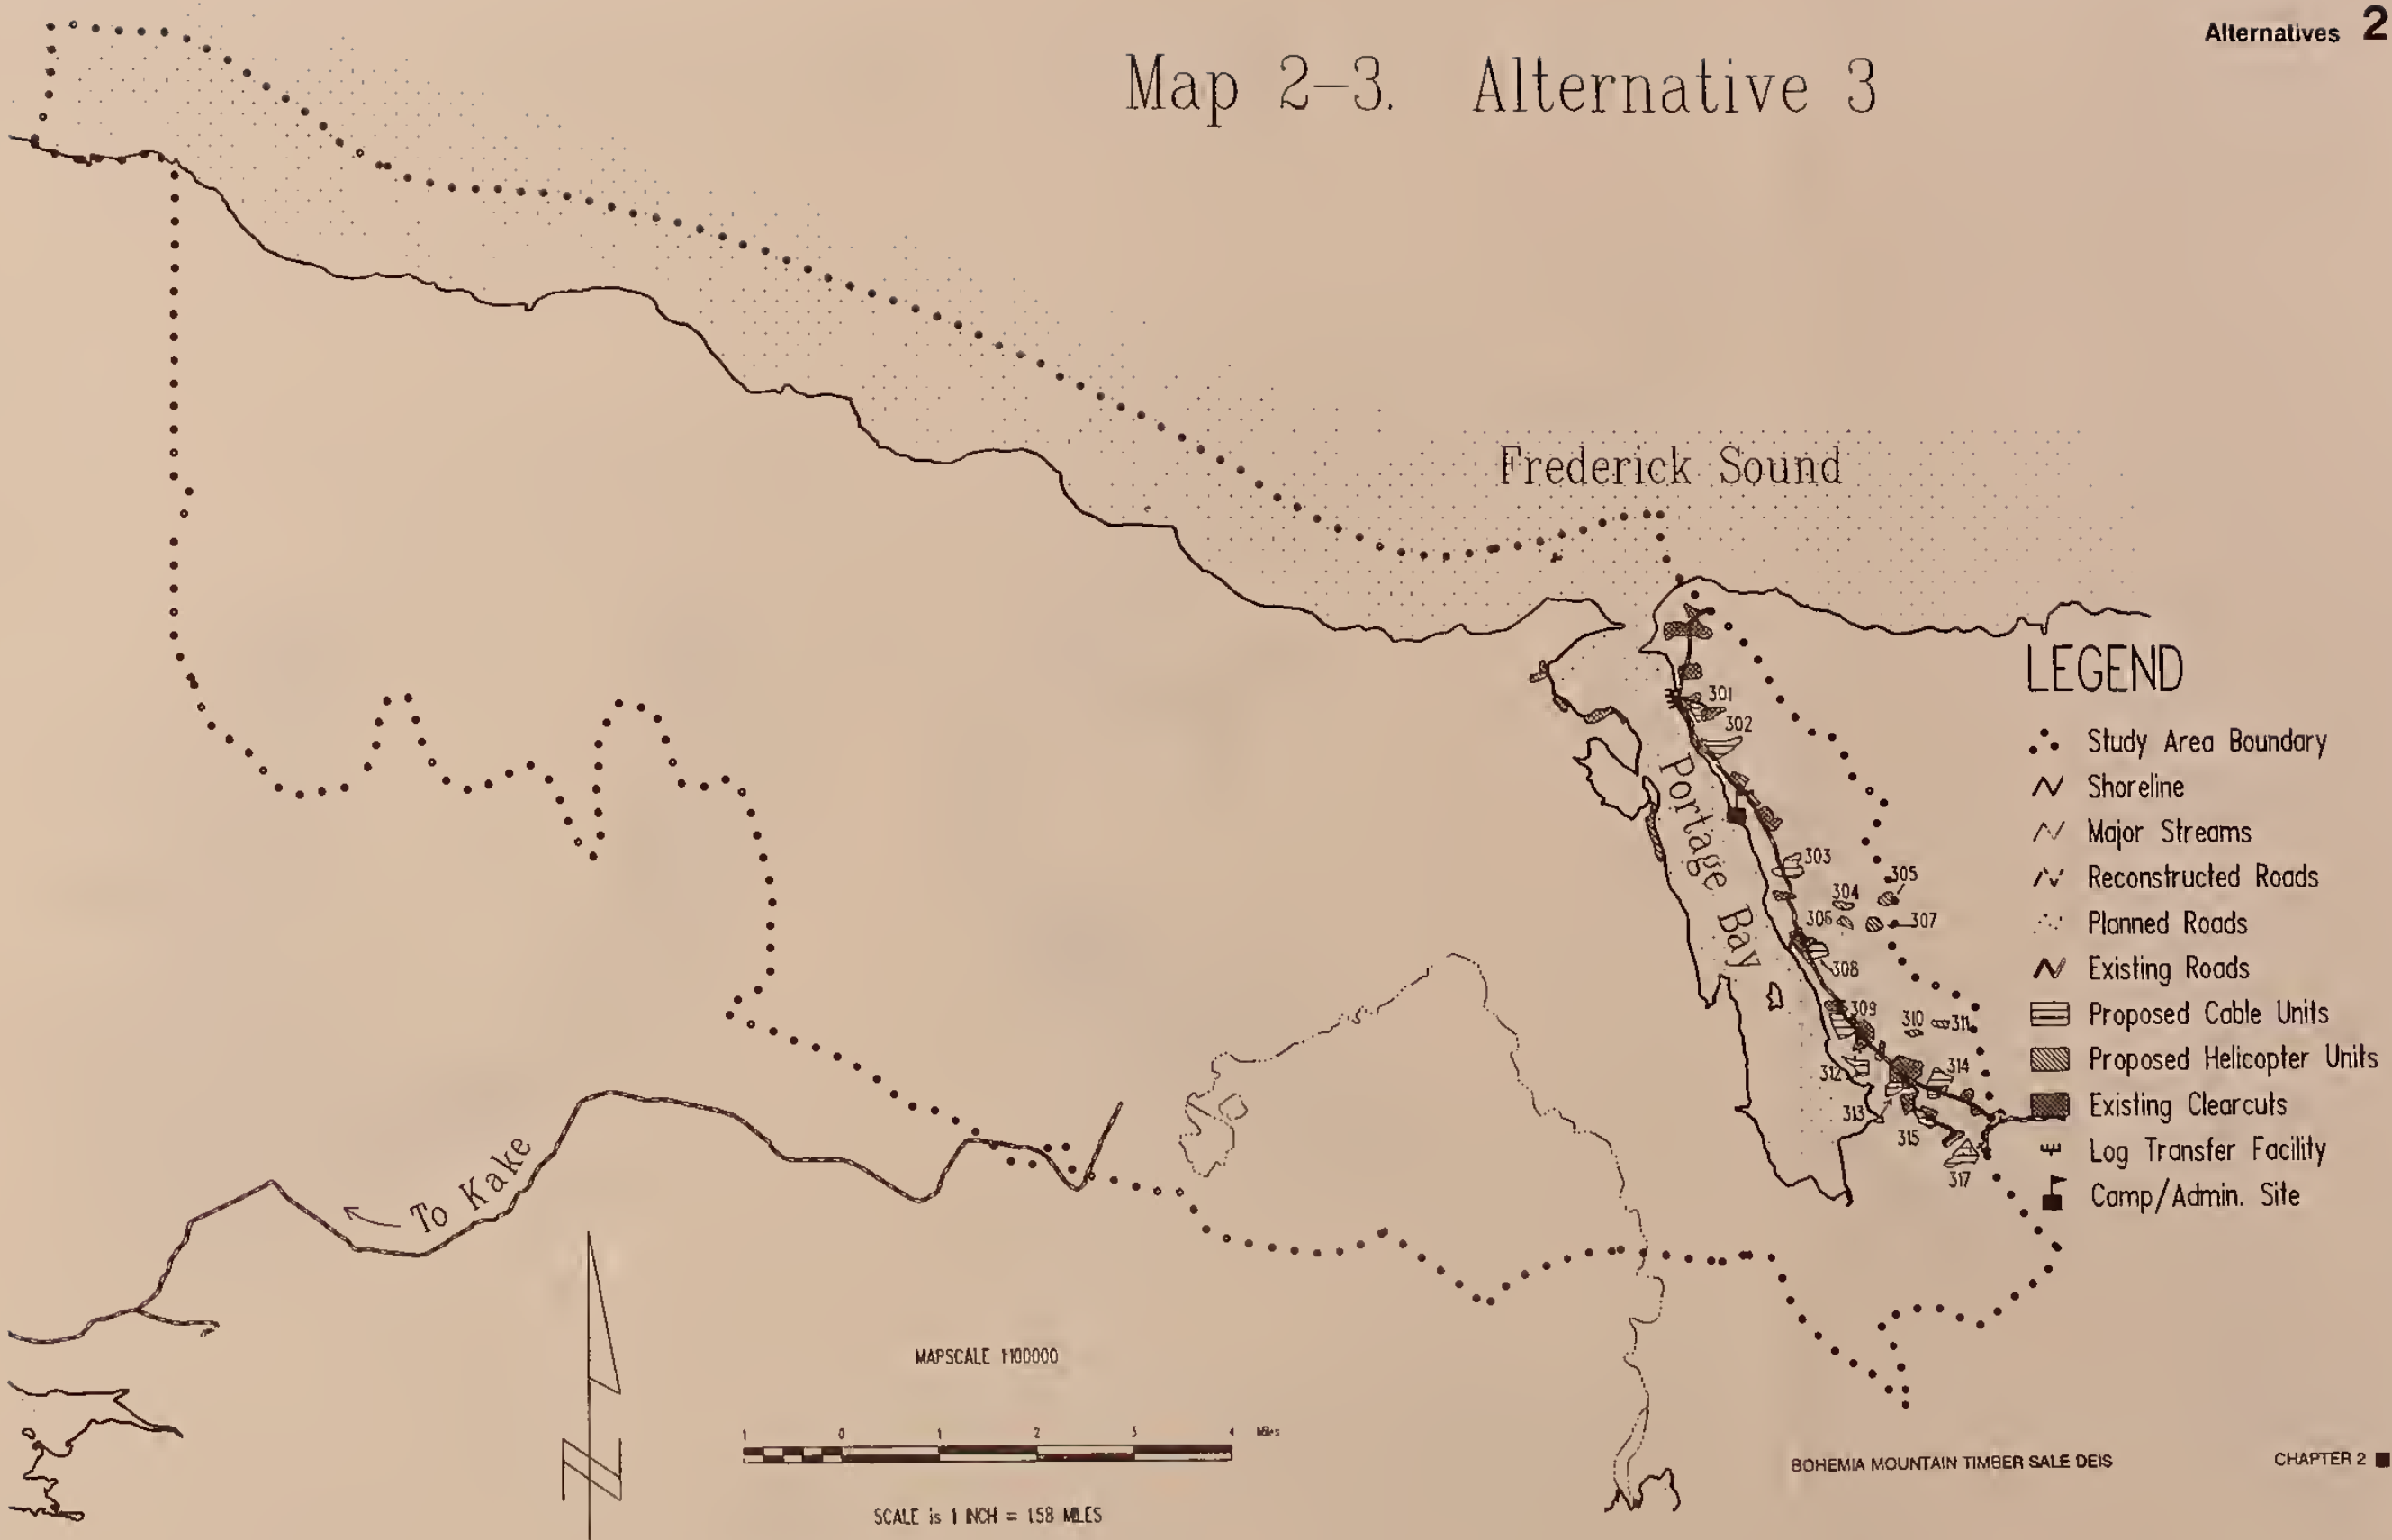 Alternatives 2
Map 2-3. Alternative 3
Frederick Sound
Portage Bay
301
302
303
304
305
306
307
308
309
310
311
312
313
314
315
317
LEGEND
Study Area Boundary
Shoreline
Major Streams
Reconstructed Roads
Planned Roads
Existing Roads
Proposed Cable Units
Proposed Helicopter Units
Existing Clearcuts
Log Transfer Facility
Camp/Admin. Site
To Kake
N
MAPSCALE 1:100000
1 0 1 2 3 4 Miles
SCALE is 1 INCH = 1.58 MILES
BOHEMIA MOUNTAIN TIMBER SALE DEIS
CHAPTER 2